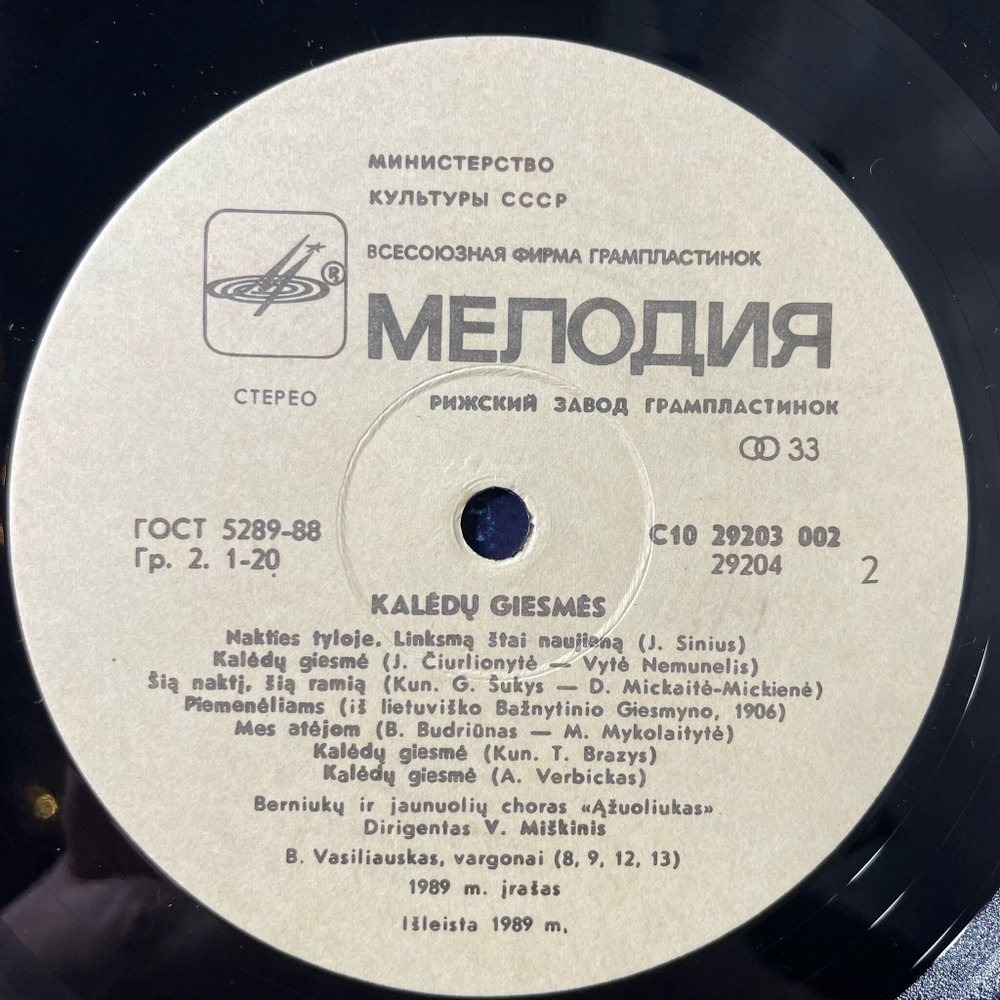 МИНИСТЕРСТВО
КУЛЬТУРЫ СССР
ВСЕСОЮЗНАЯ ФИРМА ГРАМПЛАСТИНОК
®
МЕЛОДИЯ
СТЕРЕО
РИЖСКИЙ ЗАВОД ГРАМПЛАСТИНОК
33
ГОСТ 5289-88
Гр. 2. 1-20
С10 29203 002
29204
2
KALĖDŲ GIESMĖS
Nakties tyloje. Linksmą štai naujieną (J. Sinius)
Kalėdų giesmė (J. Čiurlionytė — Vytė Nemunelis)
Šią naktį, šią ramią (Kun. G. Šukys — D. Mickaitė-Mickienė)
Piemenėliams (iš lietuviško Bažnytinio Giesmyno, 1906)
Mes atėjom (B. Budriūnas — M. Mykolaitytė)
Kalėdų giesmė (Kun. T. Brazys)
Kalėdų giesmė (A. Verbickas)
Berniukų ir jaunuolių choras «Ąžuoliukas»
Dirigentas V. Miškinis
B. Vasiliauskas, vargonai (8, 9, 12, 13)
1989 m. įrašas
Išleista 1989 m.